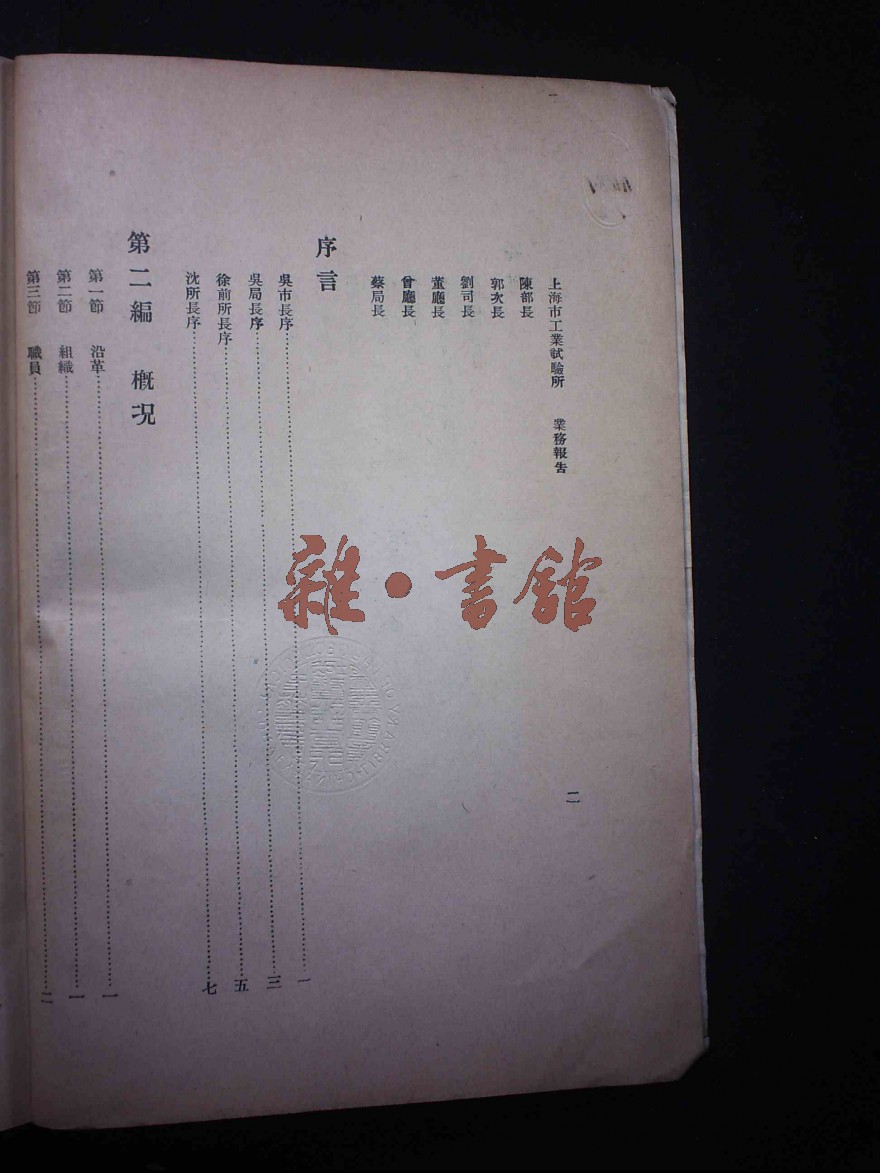 上海市工業試驗所　業務報告
二
陳部長
郭次長
劉司長
董廳長
曾廳長
蔡局長
序言
吳市長序……一
吳局長序……三
徐前所長序……五
沈所長序……七
第二編　概況
第一節　沿革……一
第二節　組織……一
第三節　職員……二
雜·書館